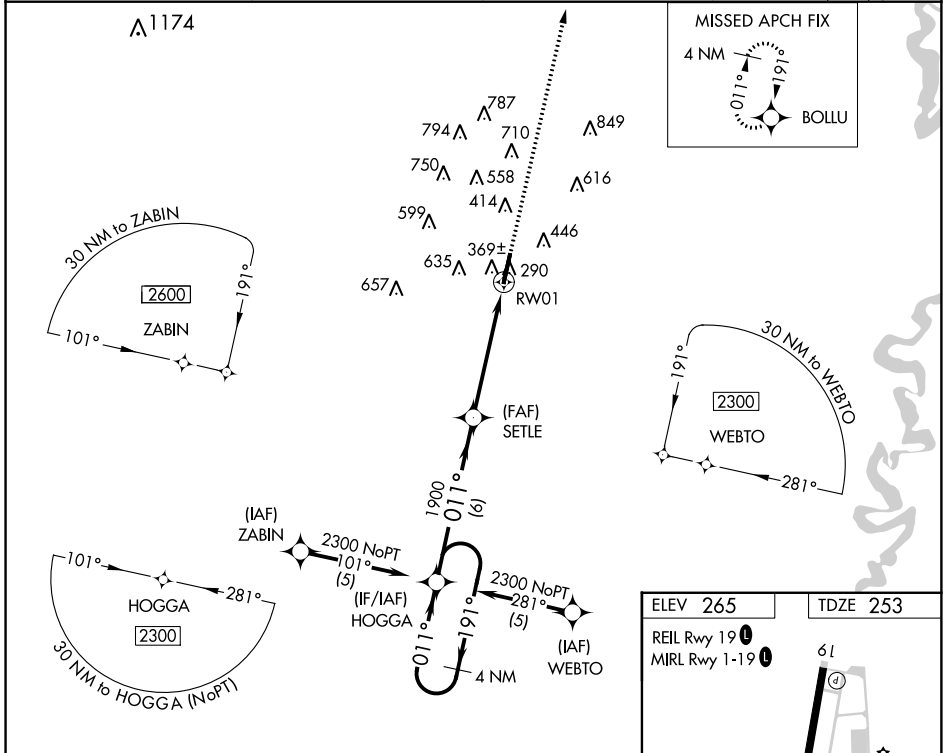 1174
MISSED APCH FIX
4 NM
011°
191°
BOLLU
787
794
710
849
750
558
616
414
599
446
369±
635
290
657
RW01
30 NM to ZABIN
2600
191°
ZABIN
101°
30 NM to WEBTO
191°
2300
WEBTO
281°
(FAF)
SETLE
1900
011°
(6)
(IAF)
ZABIN
2300 NoPT
101°
(5)
(IF/IAF)
HOGGA
2300 NoPT
281°
(5)
(IAF)
WEBTO
011°
191°
4 NM
101°
281°
HOGGA
2300
30 NM to HOGGA (NoPT)
ELEV 265
TDZE 253
REIL Rwy 19 L
MIRL Rwy 1-19 L
19
P